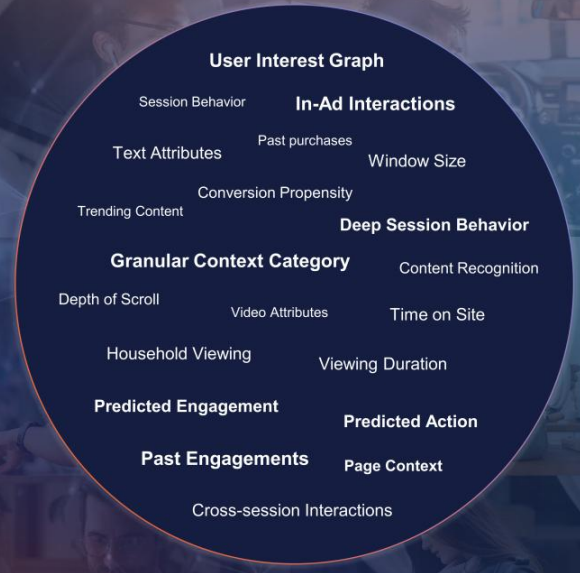 User Interest Graph
Session Behavior
In-Ad Interactions
Past purchases
Text Attributes
Window Size
Conversion Propensity
Trending Content
Deep Session Behavior
Granular Context Category
Content Recognition
Depth of Scroll
Video Attributes
Time on Site
Household Viewing
Viewing Duration
Predicted Engagement
Predicted Action
Past Engagements
Page Context
Cross-session Interactions